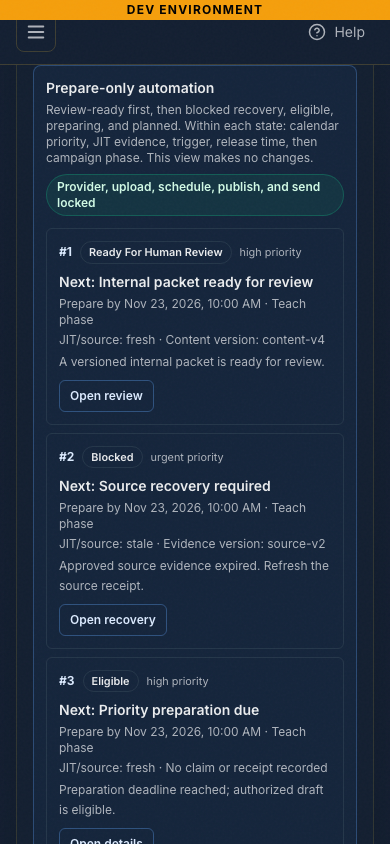 DEV ENVIRONMENT
Help
Prepare-only automation
Review-ready first, then blocked recovery, eligible,
preparing, and planned. Within each state: calendar
priority, JIT evidence, trigger, release time, then
campaign phase. This view makes no changes.
Provider, upload, schedule, publish, and send
locked
#1 Ready For Human Review high priority
Next: Internal packet ready for review
Prepare by Nov 23, 2026, 10:00 AM · Teach
phase
JIT/source: fresh · Content version: content-v4
A versioned internal packet is ready for review.
Open review
#2 Blocked urgent priority
Next: Source recovery required
Prepare by Nov 23, 2026, 10:00 AM · Teach
phase
JIT/source: stale · Evidence version: source-v2
Approved source evidence expired. Refresh the
source receipt.
Open recovery
#3 Eligible high priority
Next: Priority preparation due
Prepare by Nov 23, 2026, 10:00 AM · Teach
phase
JIT/source: fresh · No claim or receipt recorded
Preparation deadline reached; authorized draft
is eligible.
Open details